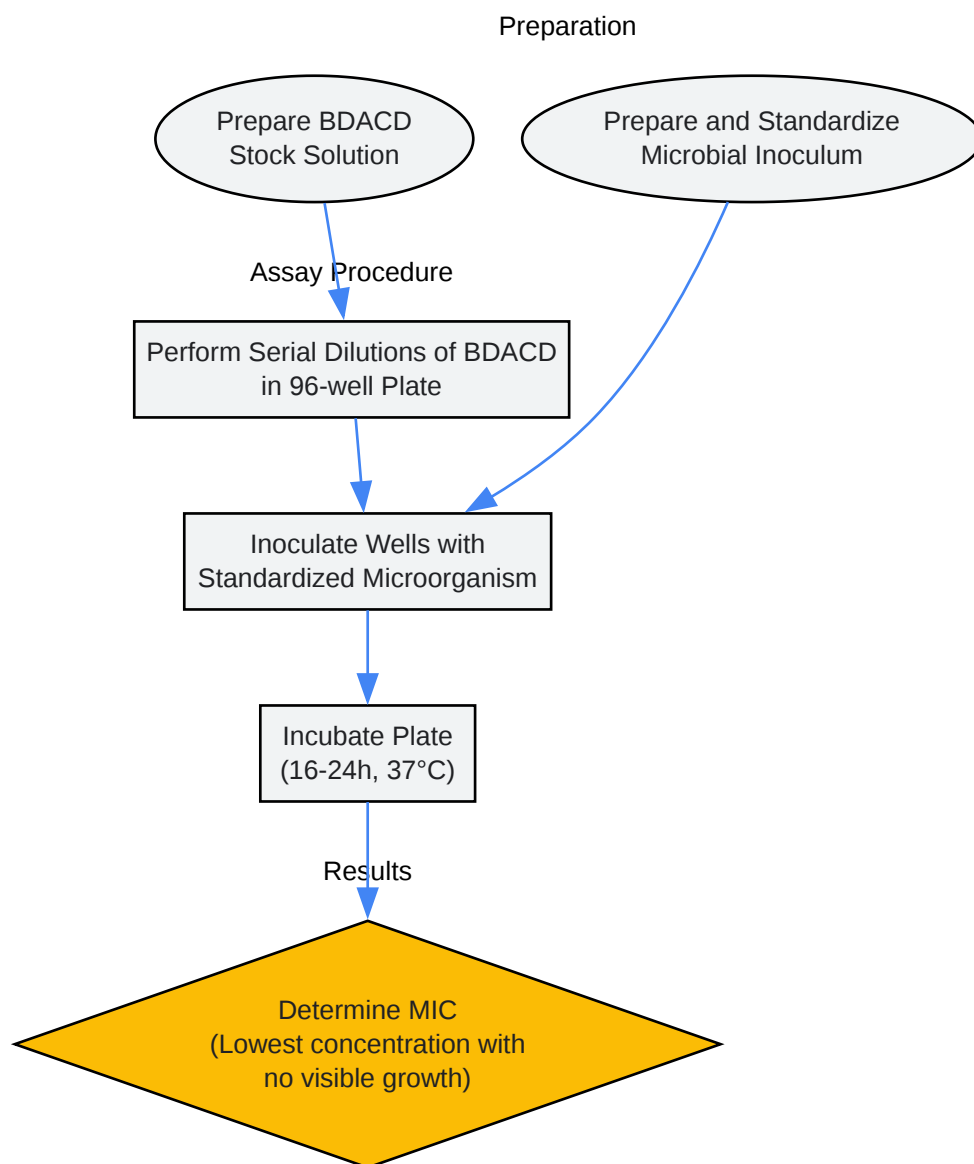 Preparation
Prepare BDACD
Stock Solution
Prepare and Standardize
Microbial Inoculum
Assay Procedure
Perform Serial Dilutions of BDACD
in 96-well Plate
Inoculate Wells with
Standardized Microorganism
Incubate Plate
(16-24h, 37°C)
Results
Determine MIC
(Lowest concentration with
no visible growth)